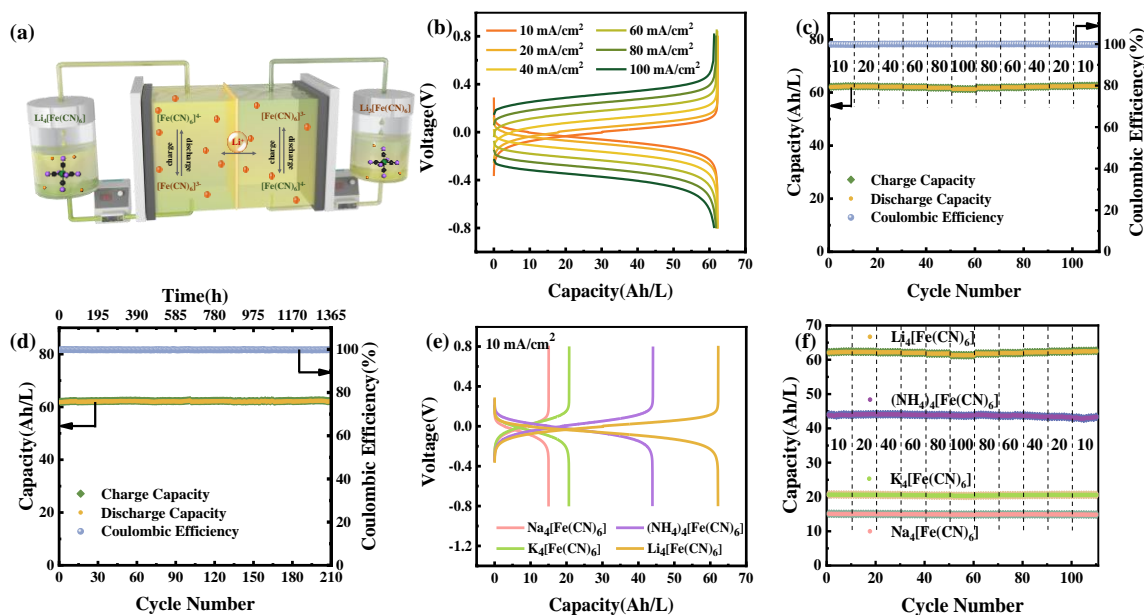 (a)
Li₄[Fe(CN)₆]
Li₃[Fe(CN)₆]
[Fe(CN)₆]⁴⁻
[Fe(CN)₆]³⁻
charge
discharge
Li⁺
charge
discharge
[Fe(CN)₆]³⁻
[Fe(CN)₆]⁴⁻
(b)
10 mA/cm²
20 mA/cm²
40 mA/cm²
60 mA/cm²
80 mA/cm²
100 mA/cm²
0.8
0.4
0.0
-0.4
-0.8
Voltage(V)
0 10 20 30 40 50 60 70
Capacity(Ah/L)
(c)
80
60
40
20
0
Capacity(Ah/L)
10 20 40 60 80 100 80 60 40 20 10
Charge Capacity
Discharge Capacity
Coulombic Efficiency
100
80
60
40
20
0
Coulombic Efficiency(%)
0 20 40 60 80 100
Cycle Number
(d)
Time(h)
0 195 390 585 780 975 1170 1365
80
60
40
20
0
Capacity(Ah/L)
Charge Capacity
Discharge Capacity
Coulombic Efficiency
100
80
60
40
20
0
Coulombic Efficiency(%)
0 30 60 90 120 150 180 210
Cycle Number
(e)
10 mA/cm²
0.8
0.4
0.0
-0.4
-0.8
-1.2
Voltage(V)
Na₄[Fe(CN)₆]
K₄[Fe(CN)₆]
(NH₄)₄[Fe(CN)₆]
Li₄[Fe(CN)₆]
0 10 20 30 40 50 60 70
Capacity(Ah/L)
(f)
70
60
50
40
30
20
10
0
Capacity(Ah/L)
Li₄[Fe(CN)₆]
(NH₄)₄[Fe(CN)₆]
10 20 40 60 80 100 80 60 40 20 10
K₄[Fe(CN)₆]
Na₄[Fe(CN)₆]
0 20 40 60 80 100
Cycle Number